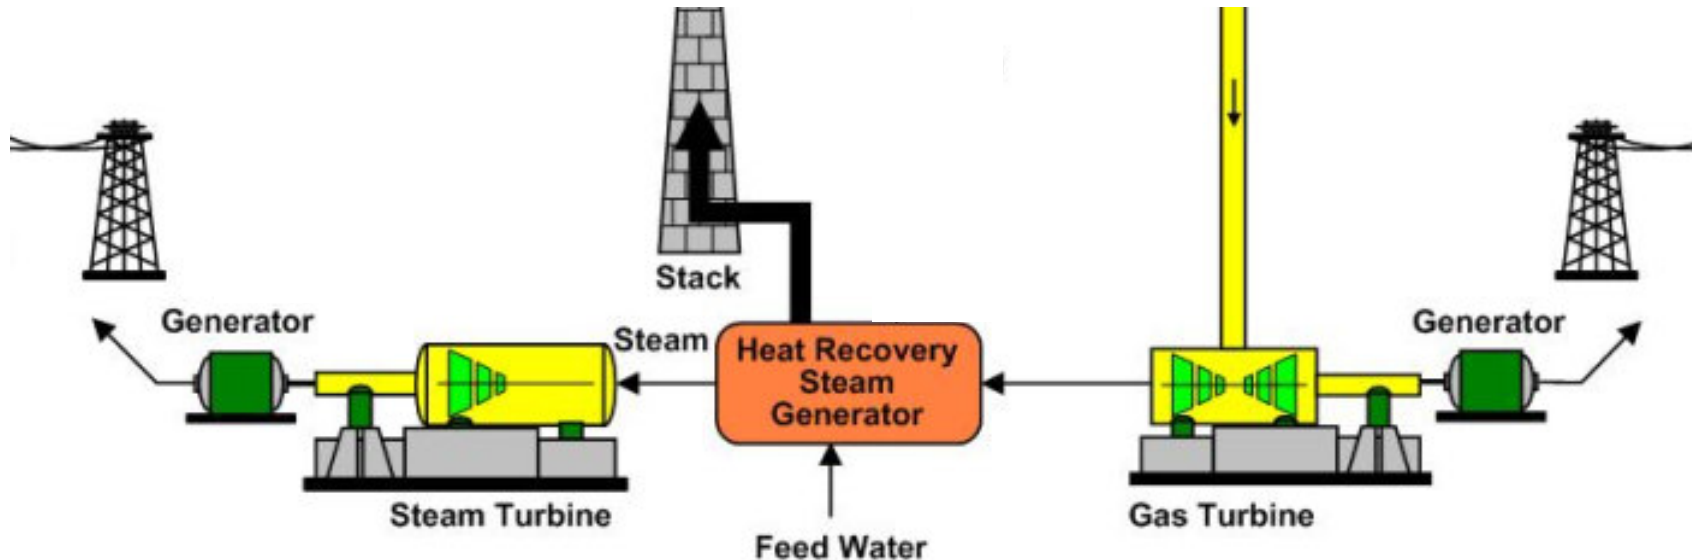 Stack
Generator
Steam
Heat Recovery
Steam
Generator
Generator
Steam Turbine
Gas Turbine
Feed Water